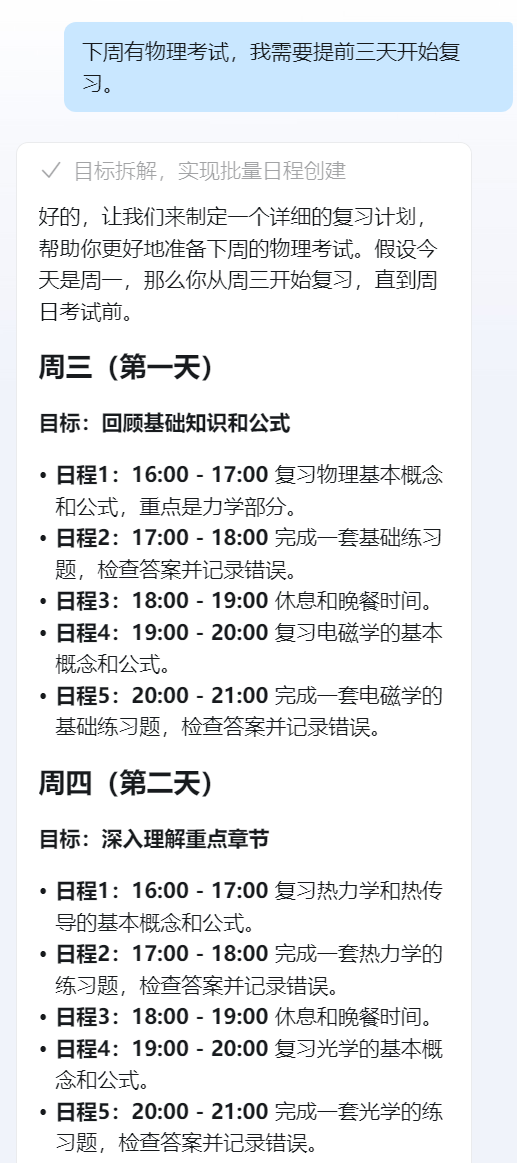 下周有物理考试，我需要提前三天开始复
习。
目标拆解，实现批量日程创建
好的，让我们来制定一个详细的复习计划，
帮助你更好地准备下周的物理考试。假设今
天是周一，那么你从周三开始复习，直到周
日考试前。
周三（第一天）
目标：回顾基础知识和公式
• 日程1：16:00 - 17:00 复习物理基本概念
和公式，重点是力学部分。
• 日程2：17:00 - 18:00 完成一套基础练习
题，检查答案并记录错误。
• 日程3：18:00 - 19:00 休息和晚餐时间。
• 日程4：19:00 - 20:00 复习电磁学的基本
概念和公式。
• 日程5：20:00 - 21:00 完成一套电磁学的
基础练习题，检查答案并记录错误。
周四（第二天）
目标：深入理解重点章节
• 日程1：16:00 - 17:00 复习热力学和热传
导的基本概念和公式。
• 日程2：17:00 - 18:00 完成一套热力学的
练习题，检查答案并记录错误。
• 日程3：18:00 - 19:00 休息和晚餐时间。
• 日程4：19:00 - 20:00 复习光学的基本概
念和公式。
• 日程5：20:00 - 21:00 完成一套光学的练
习题，检查答案并记录错误。